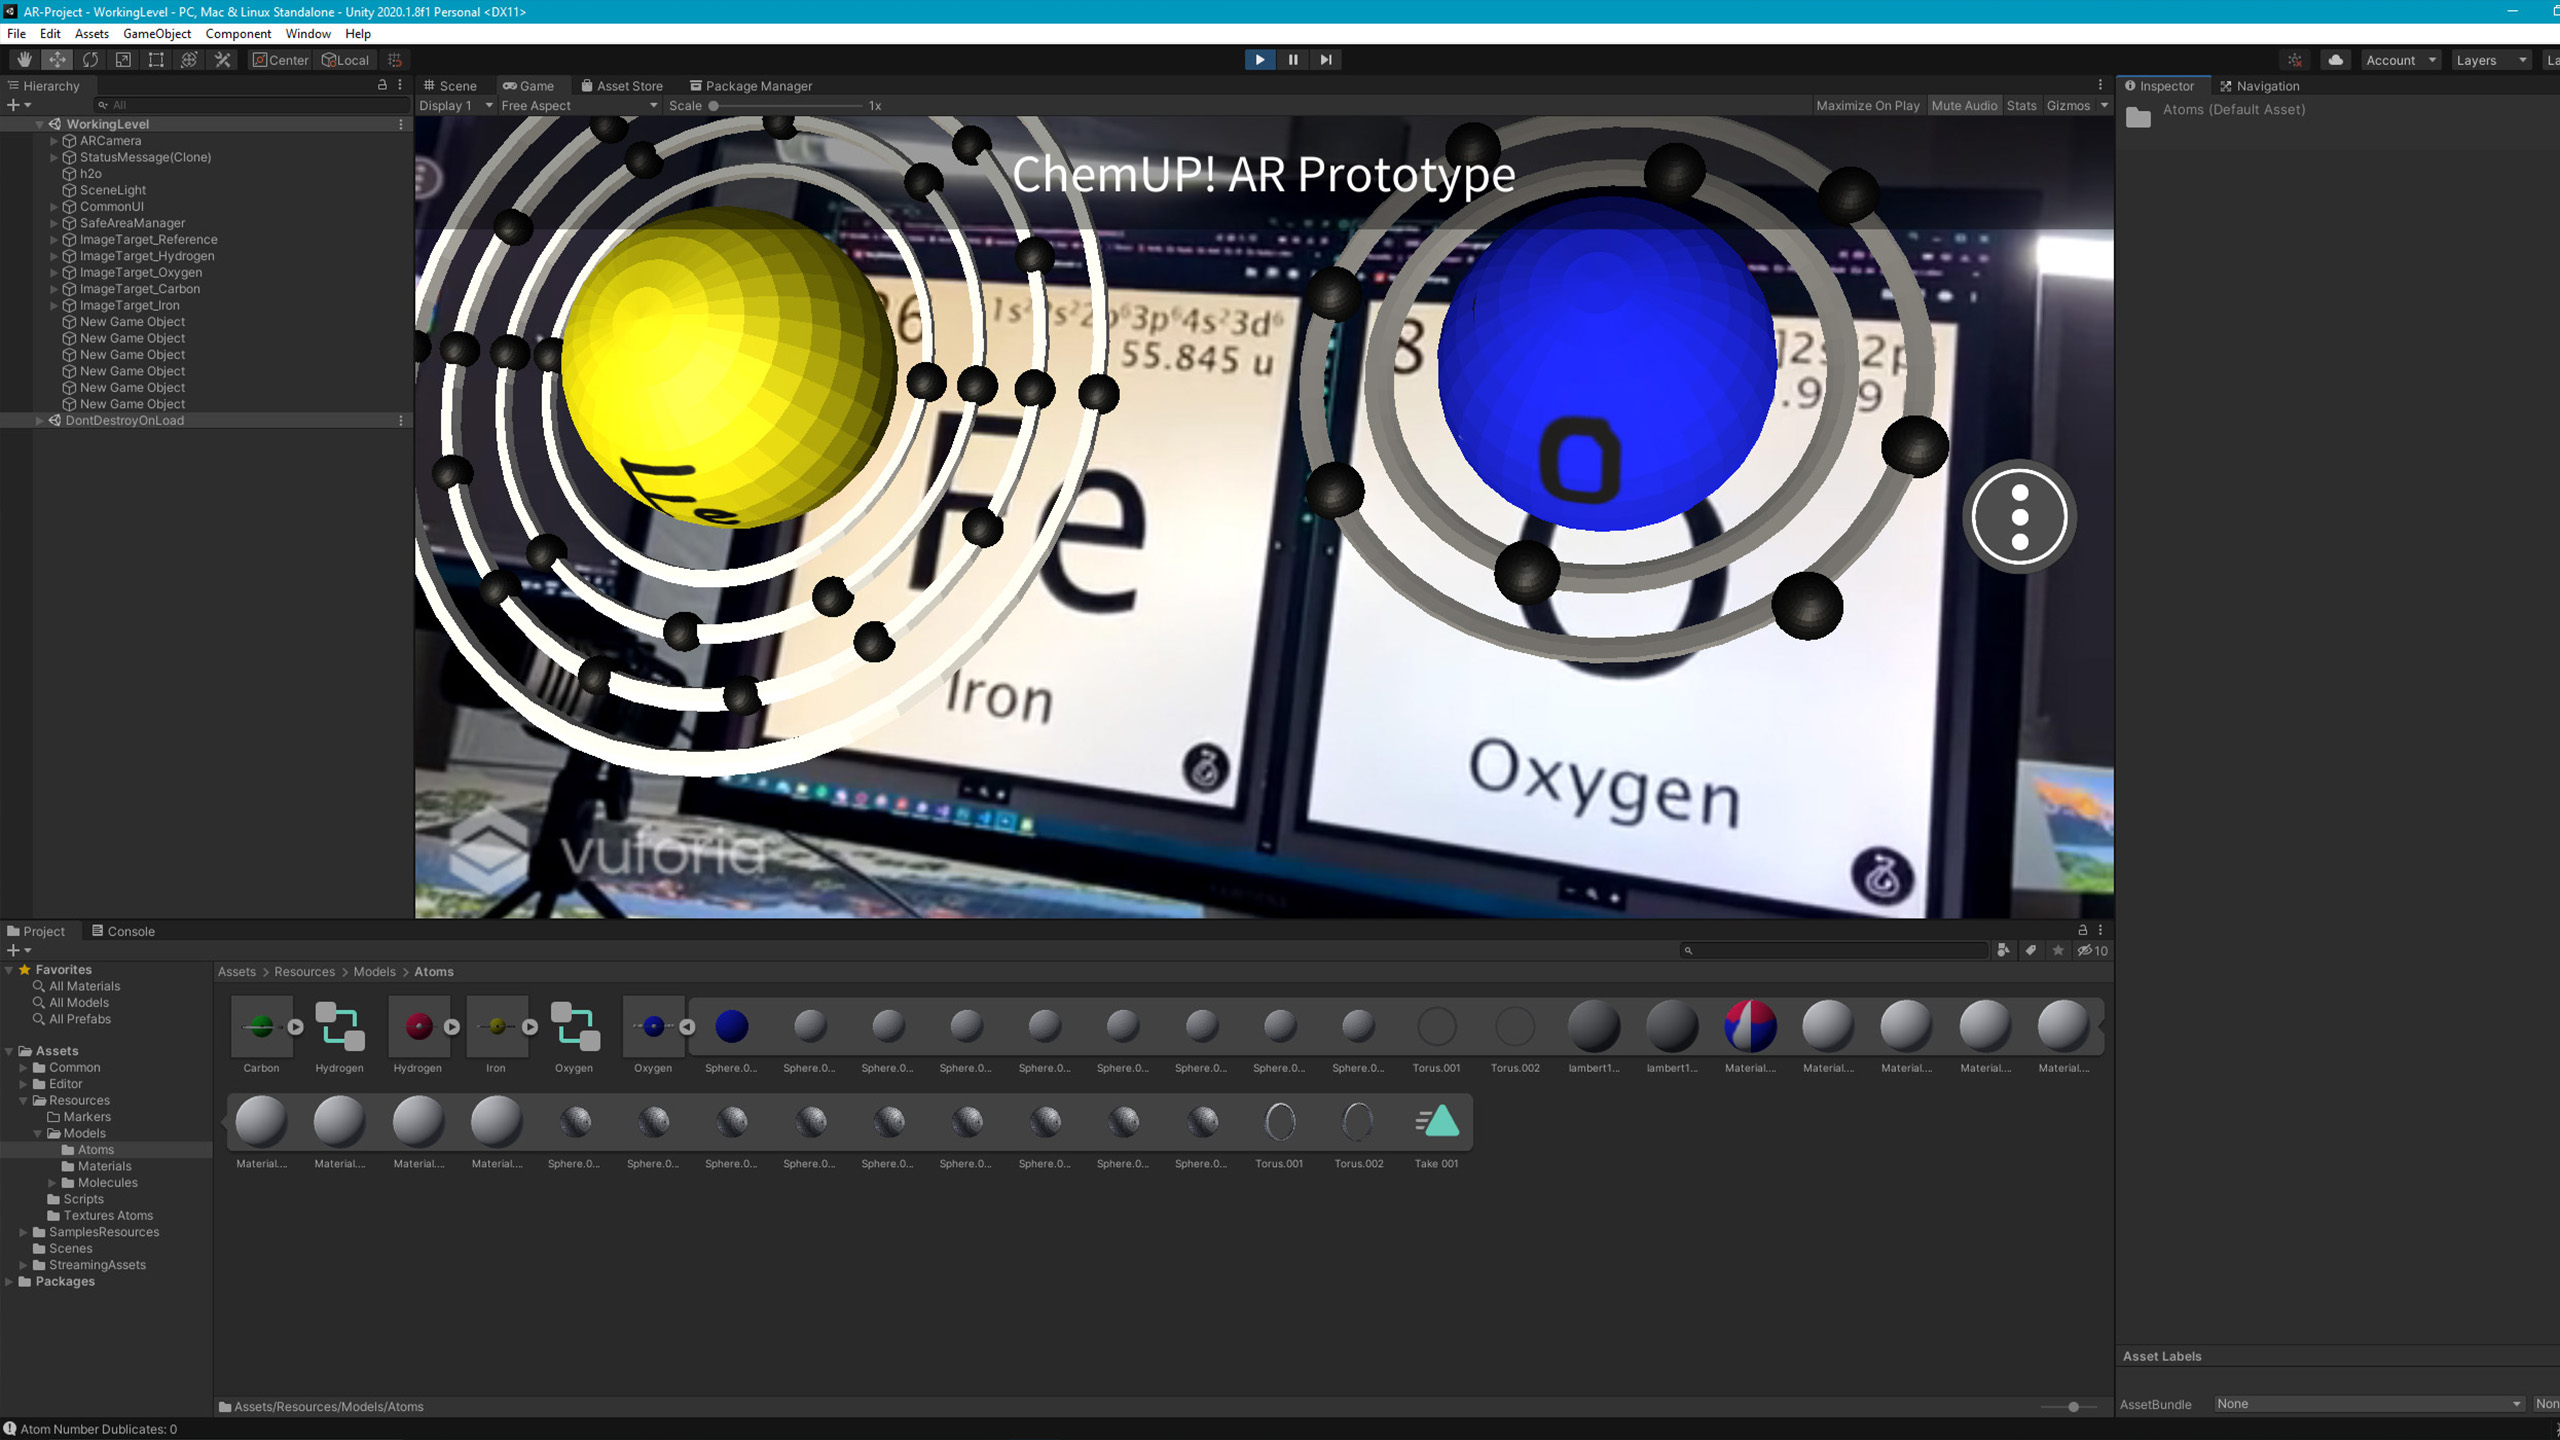 AR-Project - WorkingLevel - PC, Mac & Linux Standalone - Unity 2020.1.8f1 Personal <DX11>
File Edit Assets GameObject Component Window Help
Center Local Account Layers La
Hierarchy
All
WorkingLevel
ARCamera
StatusMessage(Clone)
h2o
SceneLight
CommonUI
SafeAreaManager
ImageTarget_Reference
ImageTarget_Hydrogen
ImageTarget_Oxygen
ImageTarget_Carbon
ImageTarget_Iron
New Game Object
New Game Object
New Game Object
New Game Object
New Game Object
New Game Object
DontDestroyOnLoad
Scene Game Asset Store Package Manager
Display 1 Free Aspect Scale 1x Maximize On Play Mute Audio Stats Gizmos
ChemUP! AR Prototype
55.845 u
Fe
Fe
Iron
8
O
O
Oxygen
vuforia
Inspector Navigation
Atoms (Default Asset)
Project Console
10
Favorites
All Materials
All Models
All Prefabs
Assets
Common
Editor
Resources
Markers
Models
Atoms
Materials
Molecules
Scripts
Textures Atoms
SamplesResources
Scenes
StreamingAssets
Packages
Assets > Resources > Models > Atoms
Carbon Hydrogen Hydrogen Iron Oxygen Oxygen Sphere.0... Sphere.0... Sphere.0... Sphere.0... Sphere.0... Sphere.0... Sphere.0... Sphere.0... Sphere.0... Torus.001 Torus.002 lambert1... lambert1... Material.... Material.... Material.... Material.... Material....
Material.... Material.... Material.... Material.... Sphere.0... Sphere.0... Sphere.0... Sphere.0... Sphere.0... Sphere.0... Sphere.0... Sphere.0... Sphere.0... Torus.001 Torus.002 Take 001
Assets/Resources/Models/Atoms
Asset Labels
AssetBundle None Non
Atom Number Dublicates: 0